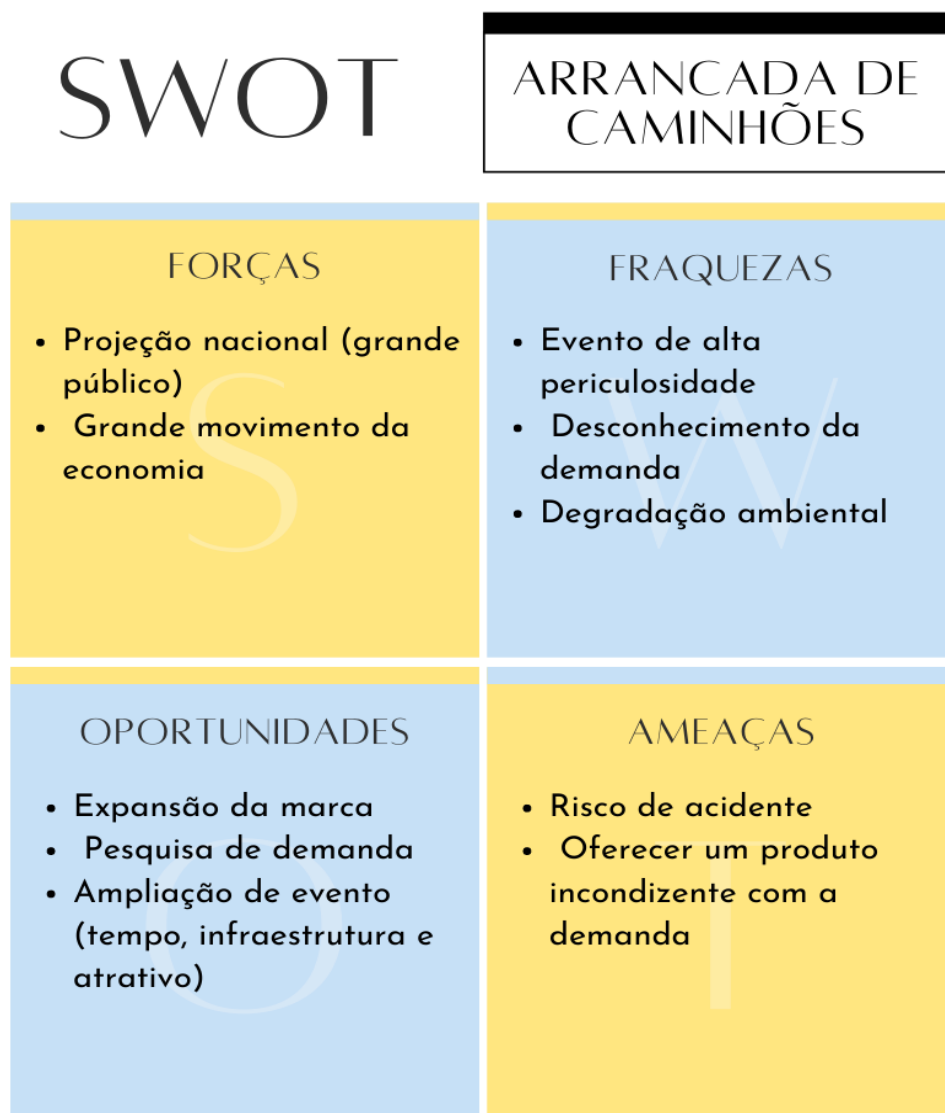 SWOT
ARRANCADA DE
CAMINHÕES
FORÇAS
S
• Projeção nacional (grande
público)
• Grande movimento da
economia
FRAQUEZAS
W
• Evento de alta
periculosidade
• Desconhecimento da
demanda
• Degradação ambiental
OPORTUNIDADES
O
• Expansão da marca
• Pesquisa de demanda
• Ampliação de evento
(tempo, infraestrutura e
atrativo)
AMEAÇAS
T
• Risco de acidente
• Oferecer um produto
incondizente com a
demanda